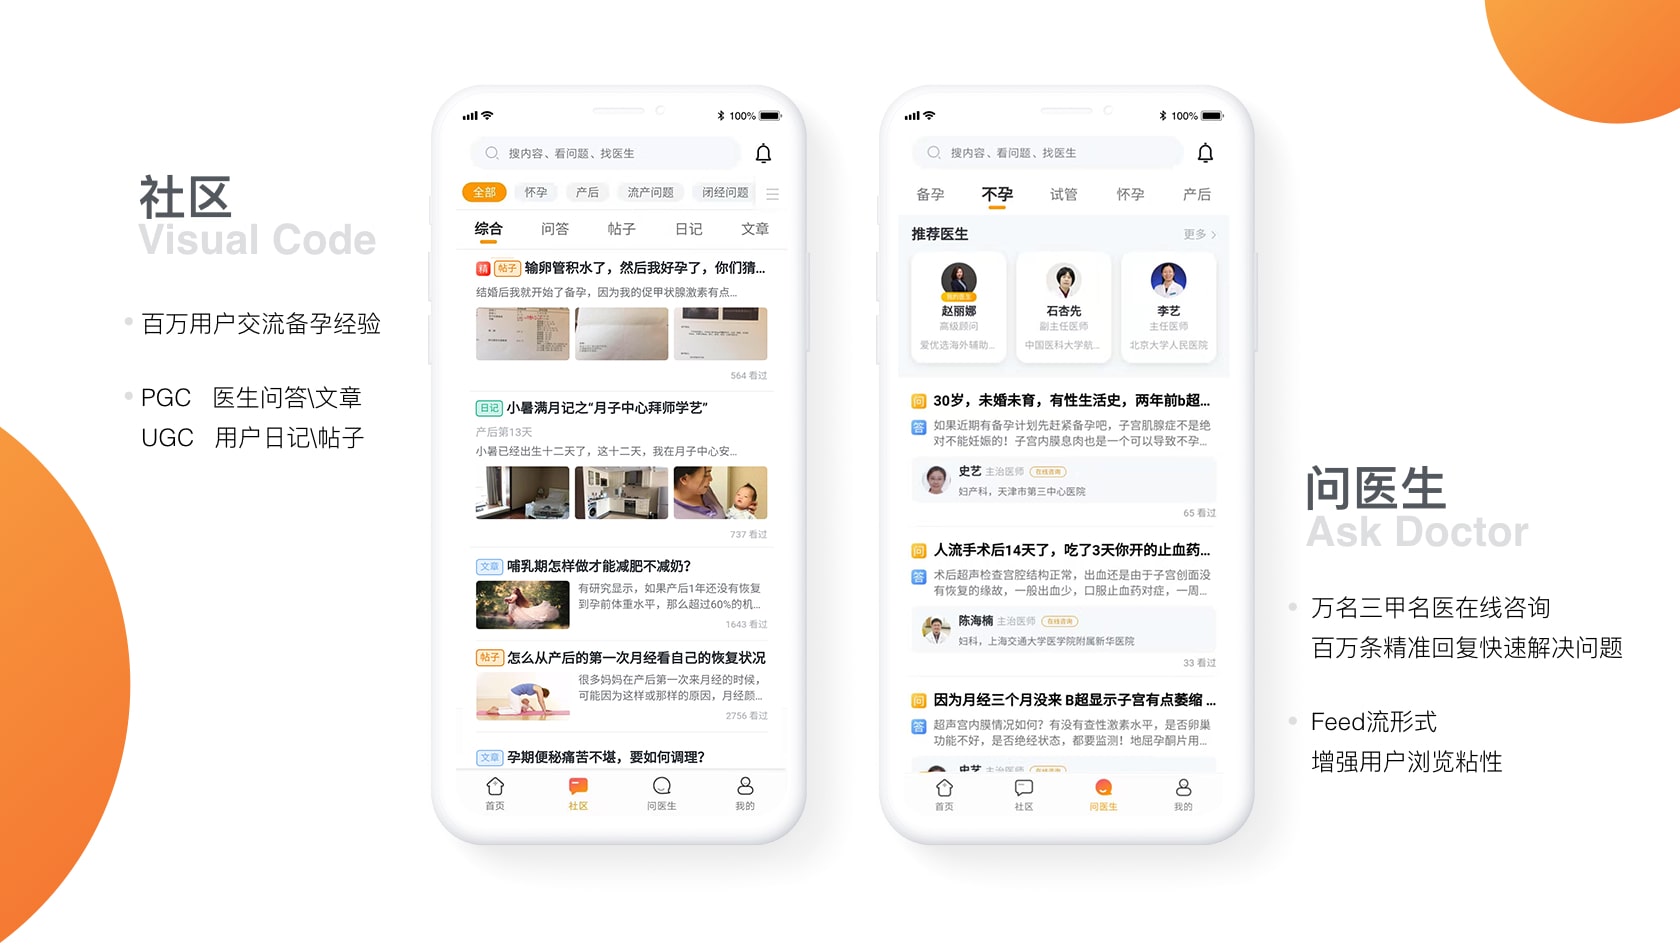 社区
Visual Code
百万用户交流备孕经验
PGC 医生问答\文章
UGC 用户日记\帖子
100%
搜内容、看问题、找医生
全部 怀孕 产后 流产问题 闭经问题
综合 问答 帖子 日记 文章
精 帖子 输卵管积水了，然后我好孕了，你们猜...
结婚后我就开始了备孕，因为我的促甲状腺激素有点...
564 看过
日记 小暑满月记之“月子中心拜师学艺”
产后第13天
小暑已经出生十二天了，这十二天，我在月子中心安...
737 看过
文章 哺乳期怎样做才能减肥不减奶？
有研究显示，如果产后1年还没有恢复
到孕前体重水平，那么超过60%的机...
1643 看过
帖子 怎么从产后的第一次月经看自己的恢复状况
很多妈妈在产后第一次来月经的时候，
可能因为这样或那样的原因，月经颜...
2756 看过
文章 孕期便秘痛苦不堪，要如何调理？
首页 社区 问医生 我的
100%
搜内容、看问题、找医生
备孕 不孕 试管 怀孕 产后
推荐医生 更多
我的医生
赵丽娜 石杏先 李艺
高级顾问 副主任医师 主任医师
爱优选海外辅助... 中国医科大学航... 北京大学人民医院
问 30岁，未婚未育，有性生活史，两年前b超...
答 如果近期有备孕计划先赶紧备孕吧，子宫肌腺症不是绝
对不能妊娠的！子宫内膜息肉也是一个可以导致不孕...
史艺 主治医师 在线咨询
妇产科，天津市第三中心医院
65 看过
问 人流手术后14天了，吃了3天你开的止血药...
答 术后超声检查宫腔结构正常，出血还是由于子宫创面没
有恢复的缘故，一般出血少，口服止血药对症，一周...
陈海楠 主治医师 在线咨询
妇科，上海交通大学医学院附属新华医院
33 看过
问 因为月经三个月没来 B超显示子宫有点萎缩 ...
答 超声宫内膜情况如何？有没有查性激素水平，是否卵巢
功能不好，是否绝经状态，都要监测！地屈孕酮片用...
史艺 主治医师 在线咨询
首页 社区 问医生 我的
问医生
Ask Doctor
万名三甲名医在线咨询
百万条精准回复快速解决问题
Feed流形式
增强用户浏览粘性